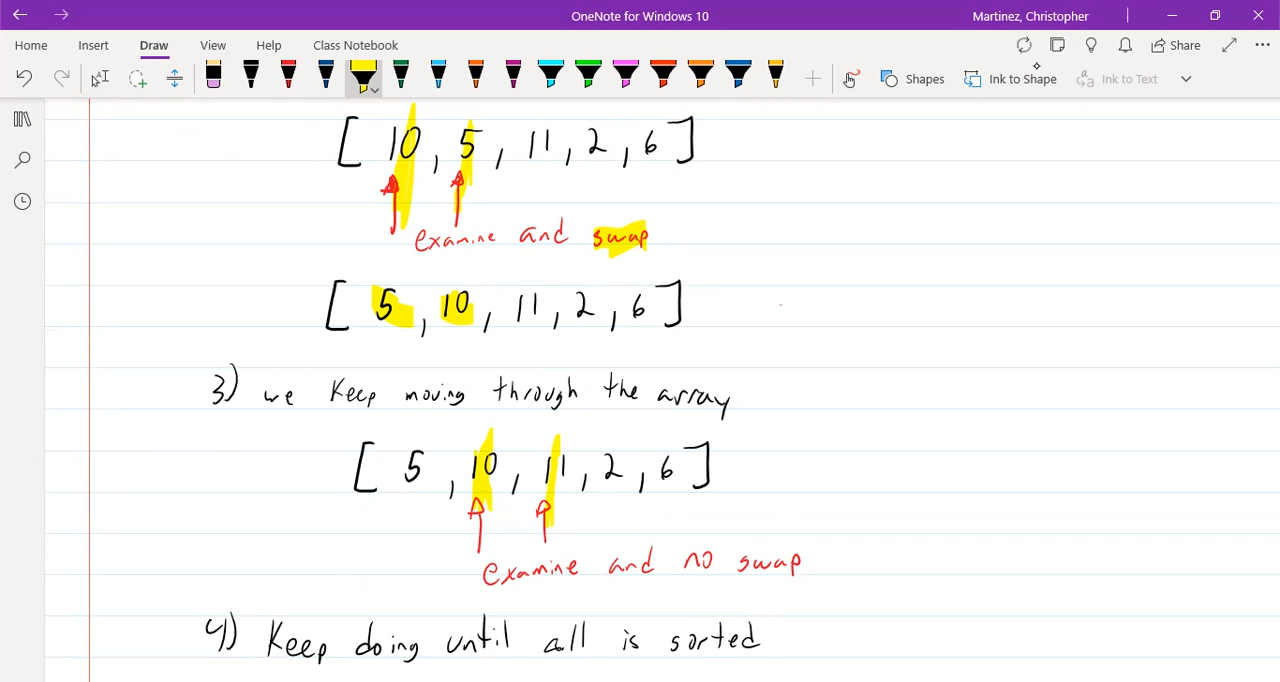 OneNote for Windows 10
Martinez, Christopher
Home Insert Draw View Help Class Notebook Share
Shapes Ink to Shape Ink to Text
[ 10 , 5 , 11 , 2 , 6 ]
examine and swap
[ 5 , 10 , 11 , 2 , 6 ]
3) we Keep moving through the array
[ 5 , 10 , 11 , 2 , 6 ]
examine and no swap
4) Keep doing until all is sorted